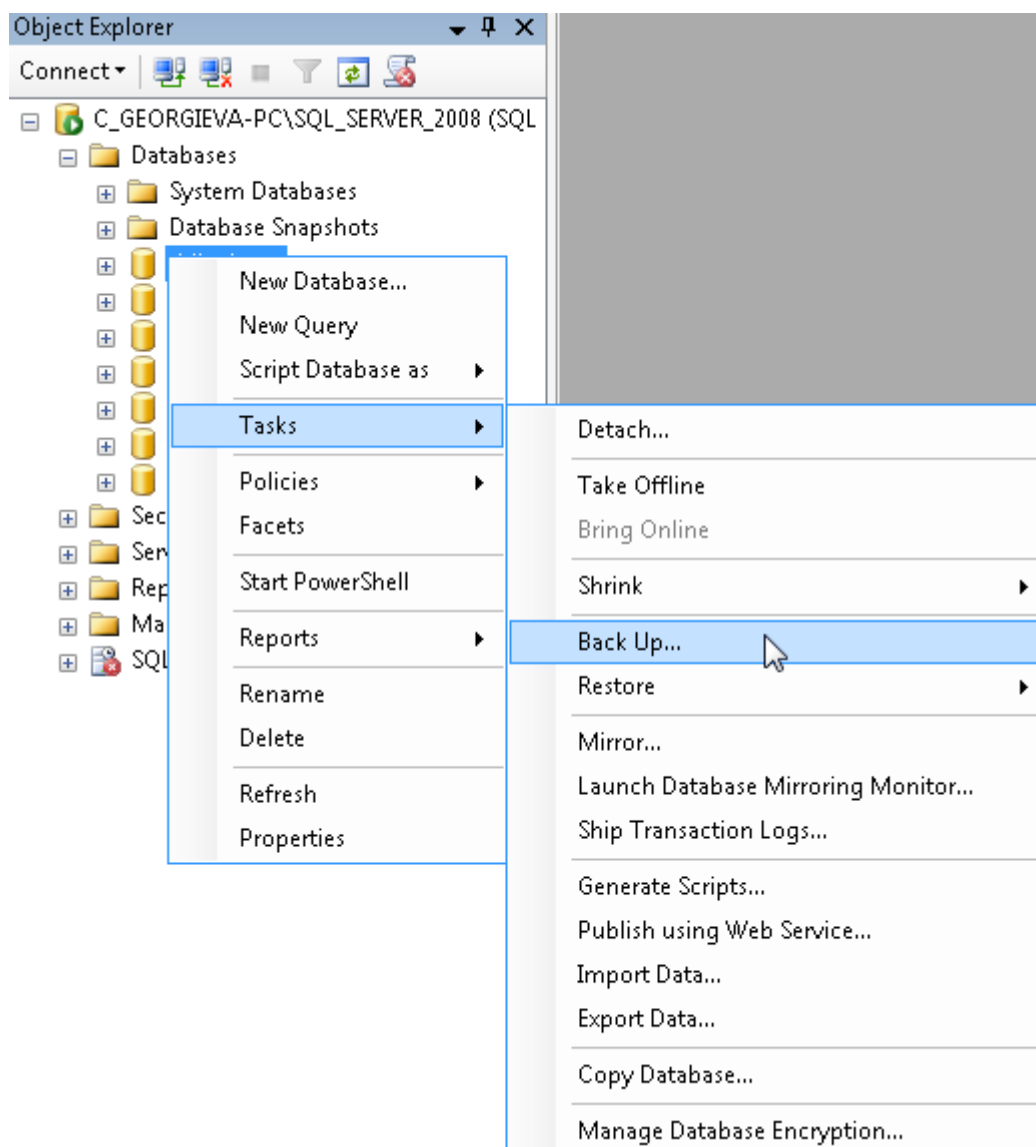 Object Explorer
Connect
C_GEORGIEVA-PC\SQL_SERVER_2008 (SQL
Databases
System Databases
Database Snapshots
New Database...
New Query
Script Database as
Tasks
Policies
Facets
Start PowerShell
Reports
Rename
Delete
Refresh
Properties
Sec
Ser
Rep
Ma
SQL
Detach...
Take Offline
Bring Online
Shrink
Back Up...
Restore
Mirror...
Launch Database Mirroring Monitor...
Ship Transaction Logs...
Generate Scripts...
Publish using Web Service...
Import Data...
Export Data...
Copy Database...
Manage Database Encryption...